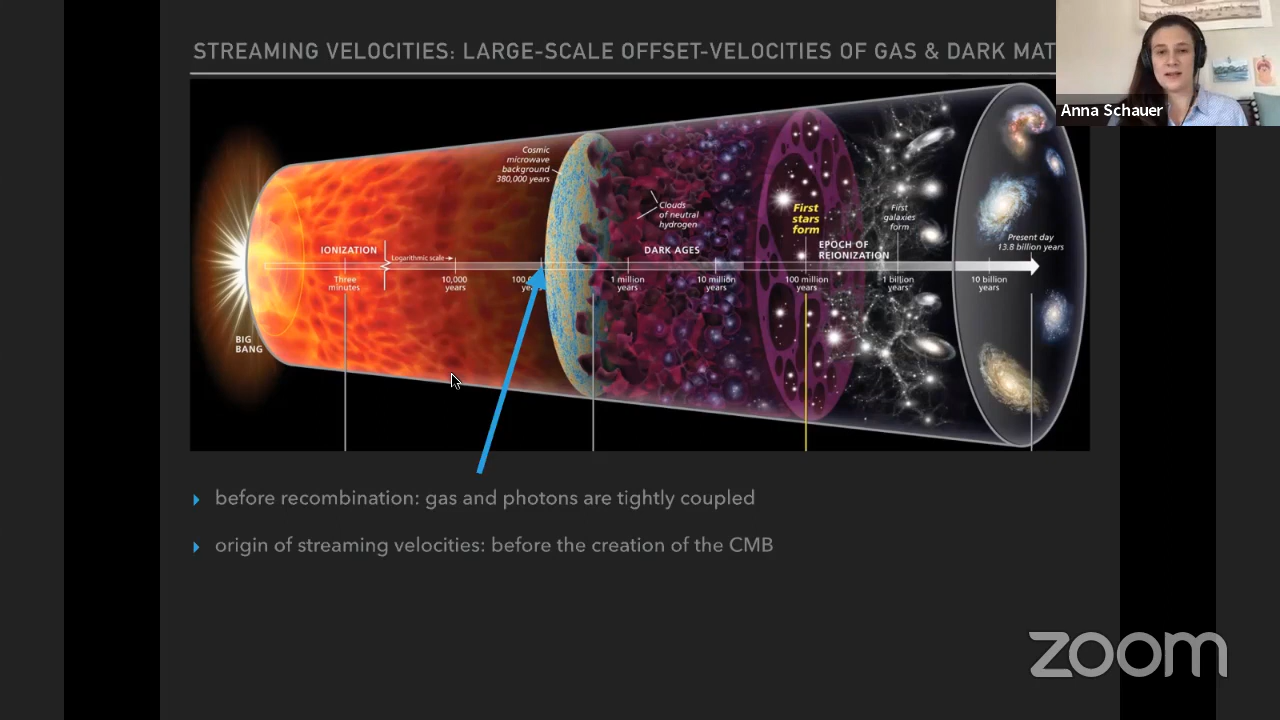 STREAMING VELOCITIES: LARGE-SCALE OFFSET-VELOCITIES OF GAS & DARK MAT
Anna Schauer
Cosmic
microwave
background
380,000 years
Clouds
of neutral
hydrogen
First
stars
form
First
galaxies
form
Present day
13.8 billion years
IONIZATION
Logarithmic scale
DARK AGES
EPOCH OF
REIONIZATION
Three
minutes
10,000
years
100,0
1 million
years
10 million
years
100 million
years
1 billion
years
10 billion
years
BIG
BANG
before recombination: gas and photons are tightly coupled
origin of streaming velocities: before the creation of the CMB
zoom